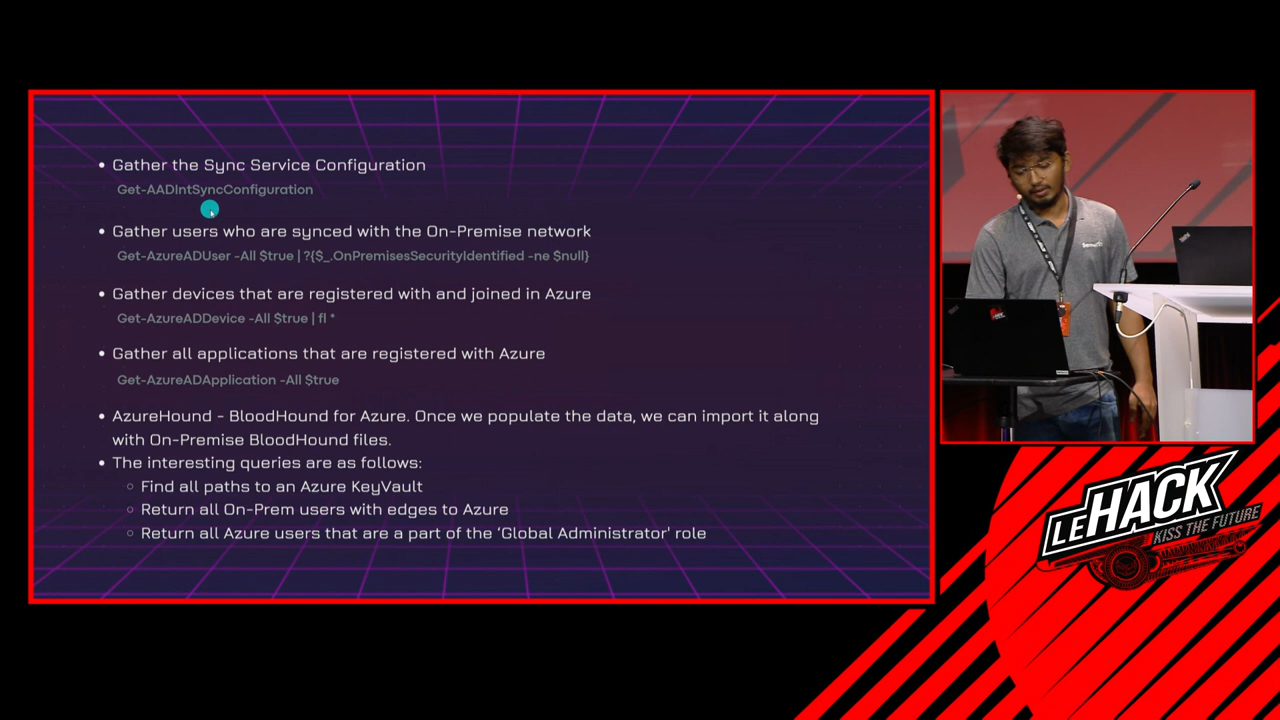 • Gather the Sync Service Configuration
Get-AADIntSyncConfiguration
• Gather users who are synced with the On-Premise network
Get-AzureADUser -All $true | ?{$_.OnPremisesSecurityIdentified -ne $null}
• Gather devices that are registered with and joined in Azure
Get-AzureADDevice -All $true | fl *
• Gather all applications that are registered with Azure
Get-AzureADApplication -All $true
• AzureHound - BloodHound for Azure. Once we populate the data, we can import it along
with On-Premise BloodHound files.
• The interesting queries are as follows:
○ Find all paths to an Azure KeyVault
○ Return all On-Prem users with edges to Azure
○ Return all Azure users that are a part of the ‘Global Administrator' role
LEHACK
KISS THE FUTURE